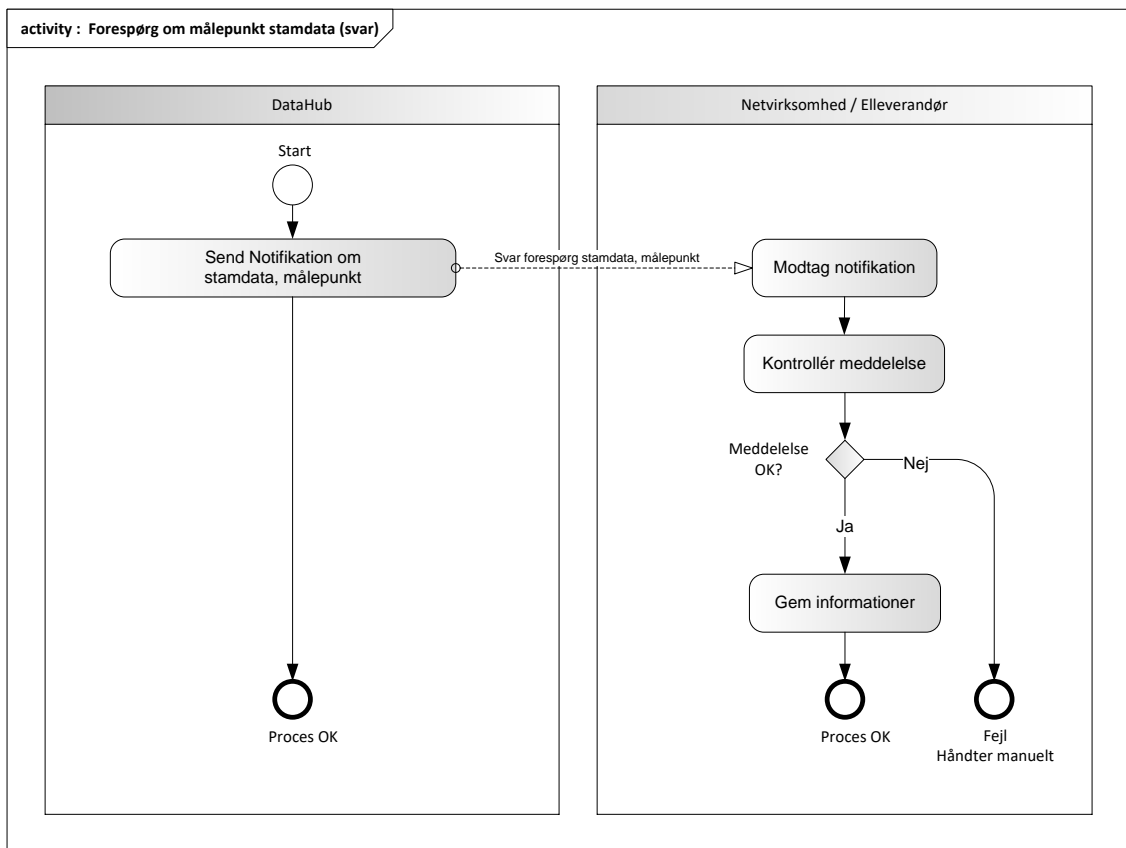 activity :  Forespørg om målepunkt stamdata (svar)
DataHub
Netvirksomhed / Elleverandør
Start
Send Notifikation om
stamdata, målepunkt
Svar forespørg stamdata, målepunkt
Modtag notifikation
Kontrollér meddelelse
Meddelelse
OK?
Nej
Ja
Gem informationer
Proces OK
Proces OK
Fejl
Håndter manuelt